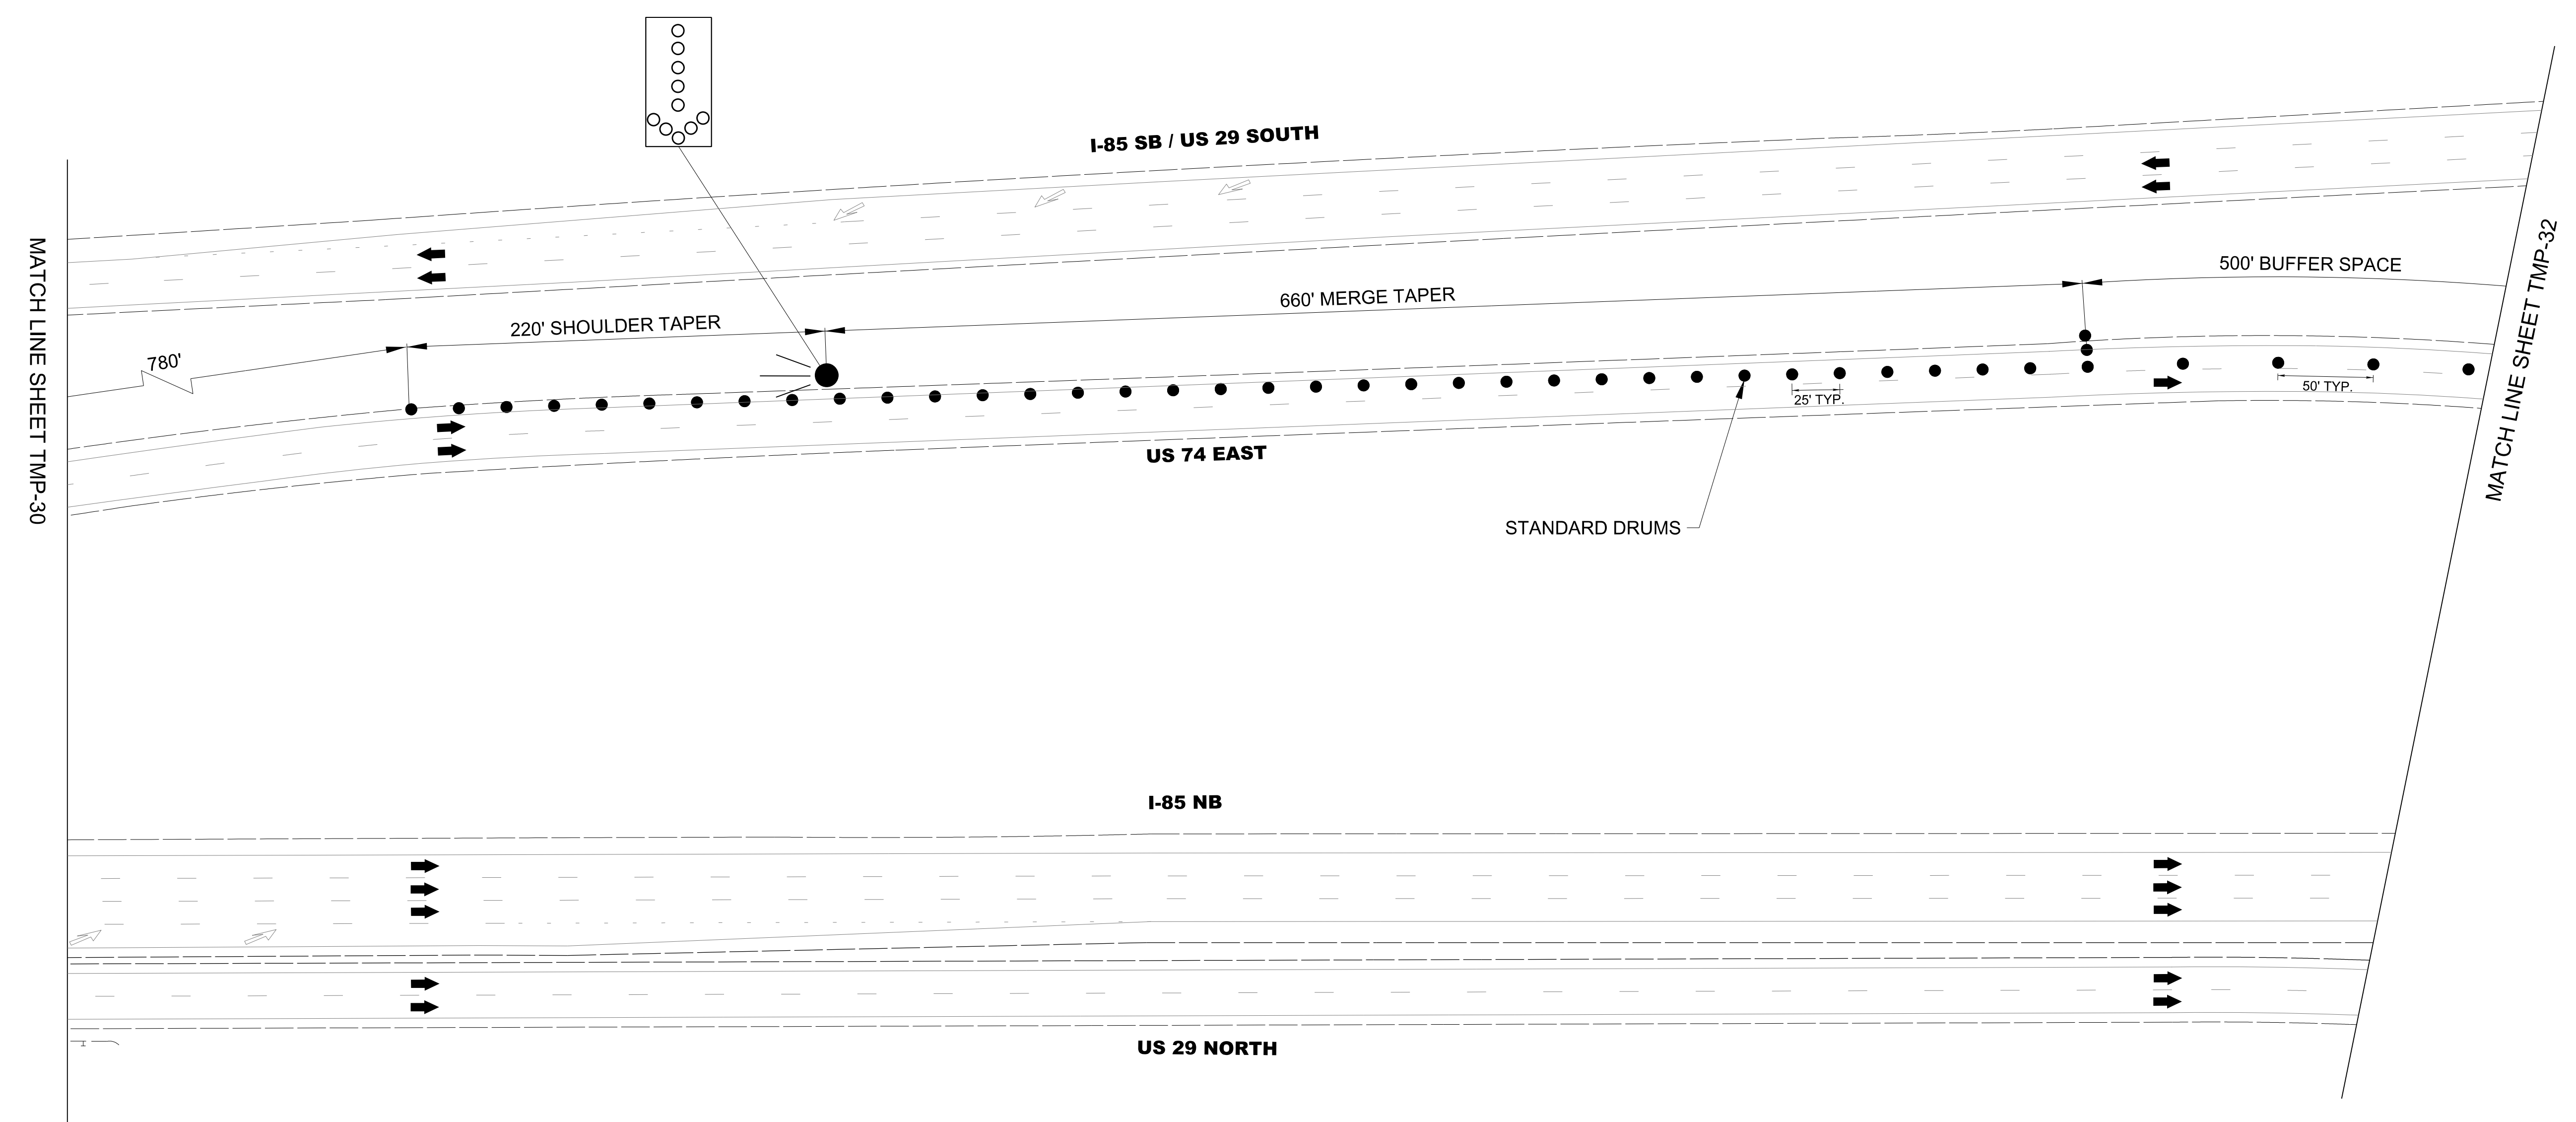 I-85 SB / US 29 SOUTH
MATCH LINE SHEET TMP-30
MATCH LINE SHEET TMP-32
500' BUFFER SPACE
660' MERGE TAPER
220' SHOULDER TAPER
780'
50' TYP.
25' TYP.
US 74 EAST
STANDARD DRUMS
I-85 NB
US 29 NORTH